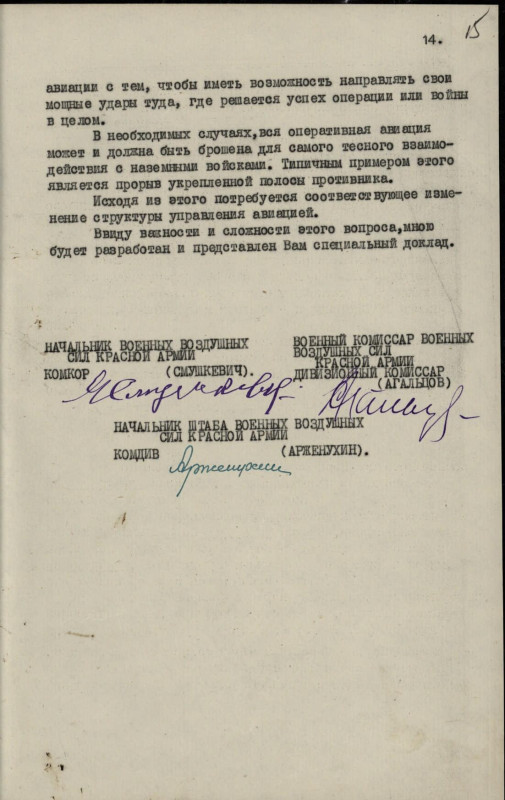 14.
15
авиации с тем, чтобы иметь возможность направлять свои
мощные удары туда, где решается успех операции или войны
в целом.
В необходимых случаях,вся оперативная авиация
может и должна быть брошена для самого тесного взаимо-
действия с наземными войсками. Типичным примером этого
является прорыв укрепленной полосы противника.
Исходя из этого потребуется соответствующее изме-
нение структуры управления авиацией.
Ввиду важности и сложности этого вопроса,мною
будет разработан и представлен Вам специальный доклад.
НАЧАЛЬНИК ВОЕННЫХ ВОЗДУШНЫХ
СИЛ КРАСНОЙ АРМИИ
КОМКОР (СМУШКЕВИЧ).
ВОЕННЫЙ КОМИССАР ВОЕННЫХ
ВОЗДУШНЫХ СИЛ
КРАСНОЙ АРМИИ
ДИВИЗИОННЫЙ КОМИССАР
(АГАЛЬЦОВ)
НАЧАЛЬНИК ШТАБА ВОЕННЫХ ВОЗДУШНЫХ
СИЛ КРАСНОЙ АРМИИ
КОМДИВ (АРЖЕНУХИН).
Арженухин